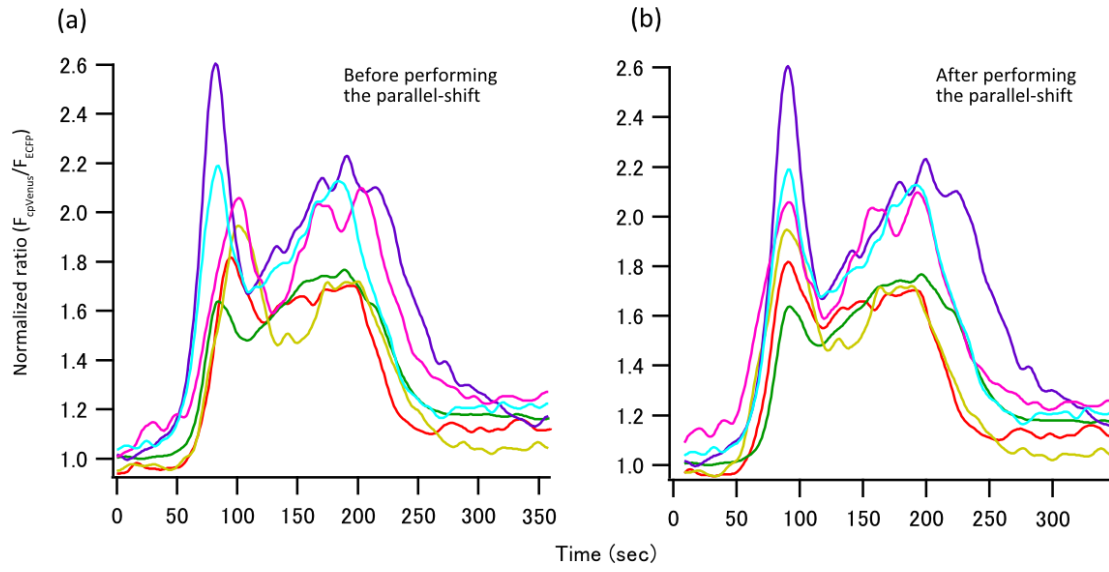 (a)
Before performing
the parallel-shift
2.6
2.4
2.2
2.0
1.8
1.6
1.4
1.2
1.0
0 50 100 150 200 250 300 350
Normalized ratio (FcpVenus/FECFP)
(b)
After performing
the parallel-shift
2.6
2.4
2.2
2.0
1.8
1.6
1.4
1.2
1.0
0 50 100 150 200 250 300
Time (sec)